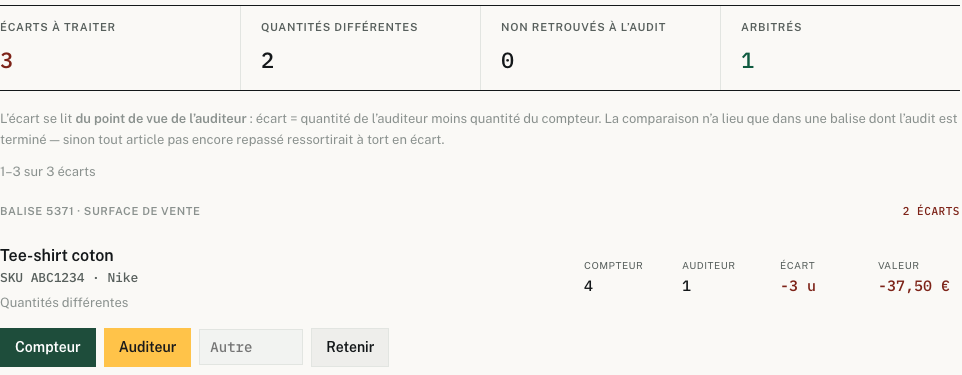 ÉCARTS À TRAITER
3
QUANTITÉS DIFFÉRENTES
2
NON RETROUVÉS À L'AUDIT
0
ARBITRÉS
1
L'écart se lit du point de vue de l'auditeur : écart = quantité de l'auditeur moins quantité du compteur. La comparaison n'a lieu que dans une balise dont l'audit est
terminé — sinon tout article pas encore repassé ressortirait à tort en écart.
1–3 sur 3 écarts
BALISE 5371 · SURFACE DE VENTE
2 ÉCARTS
Tee-shirt coton
SKU ABC1234 · Nike
Quantités différentes
COMPTEUR
4
AUDITEUR
1
ÉCART
-3 u
VALEUR
-37,50 €
Compteur
Auditeur
Autre
Retenir